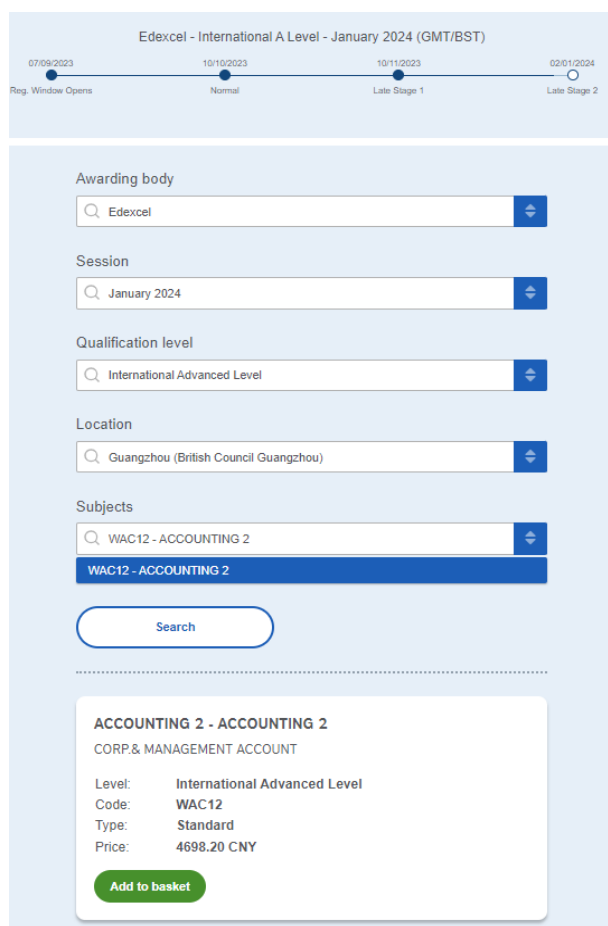 Edexcel - International A Level - January 2024 (GMT/BST)
07/09/2023 10/10/2023 10/11/2023 02/01/2024
Reg. Window Opens Normal Late Stage 1 Late Stage 2
Awarding body
Edexcel
Session
January 2024
Qualification level
International Advanced Level
Location
Guangzhou (British Council Guangzhou)
Subjects
WAC12 - ACCOUNTING 2
WAC12 - ACCOUNTING 2
Search
ACCOUNTING 2 - ACCOUNTING 2
CORP.& MANAGEMENT ACCOUNT
Level: International Advanced Level
Code: WAC12
Type: Standard
Price: 4698.20 CNY
Add to basket